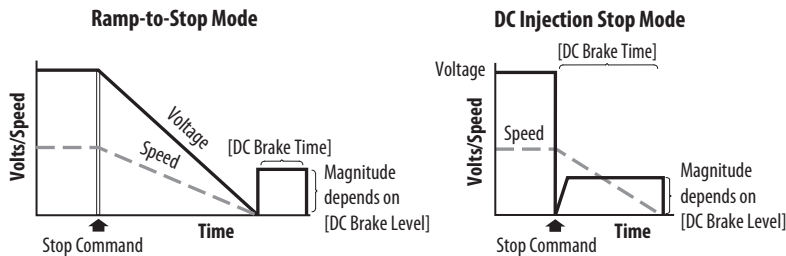 Ramp-to-Stop Mode
Volts/Speed
Voltage
Speed
[DC Brake Time]
Magnitude
depends on
[DC Brake Level]
Stop Command
Time
DC Injection Stop Mode
[DC Brake Time]
Voltage
Volts/Speed
Speed
Magnitude
depends on
[DC Brake Level]
Stop Command
Time